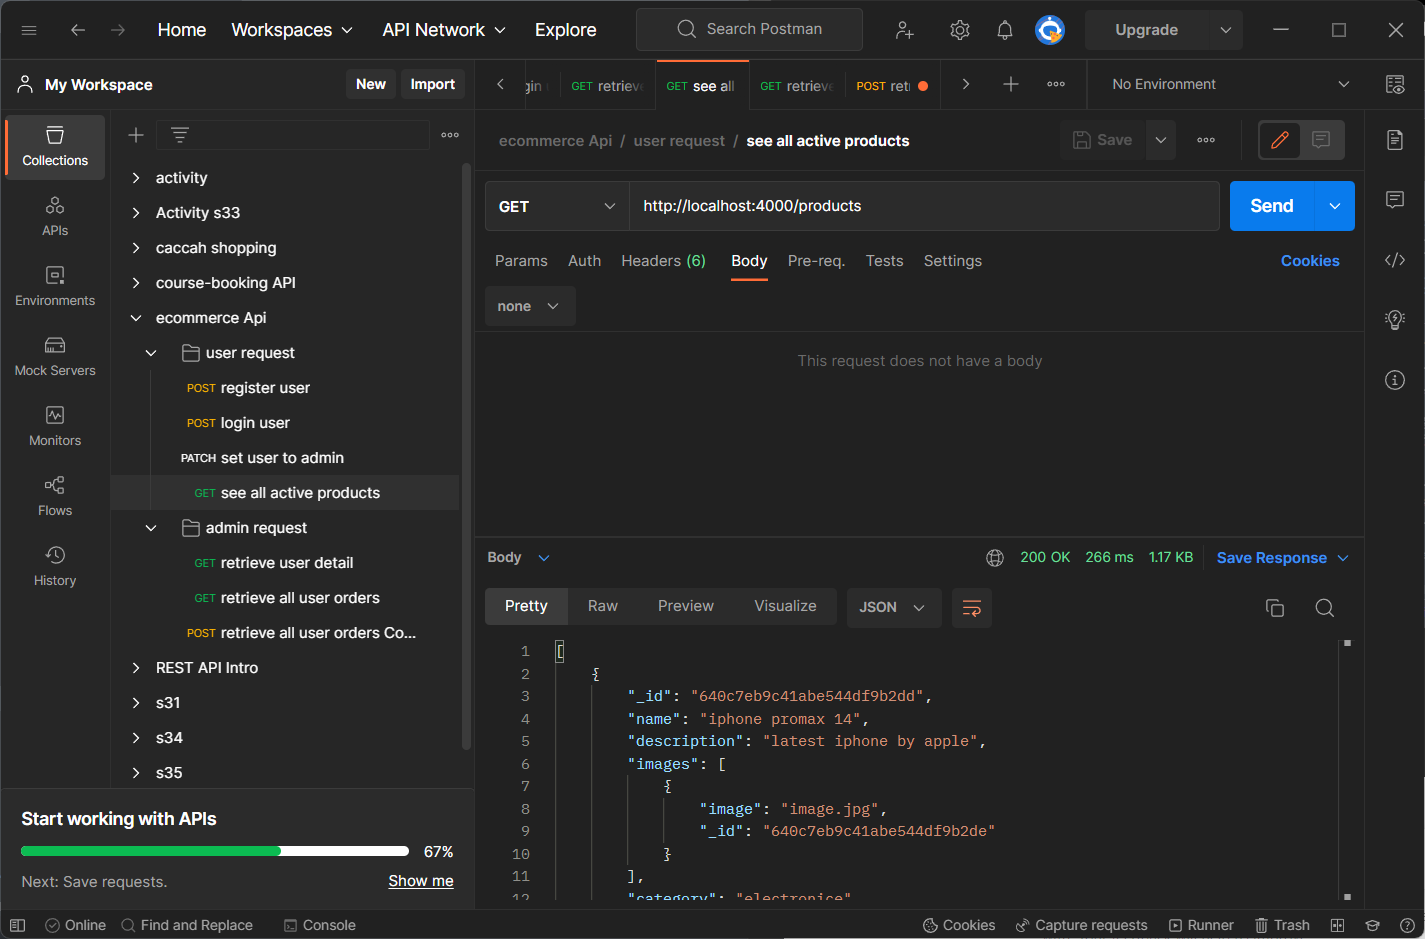 Home Workspaces API Network Explore Search Postman Upgrade
My Workspace New Import
GET retrieve GET see all GET retrieve POST ret No Environment
Collections
APIs
Environments
Mock Servers
Monitors
Flows
History
activity
Activity s33
caccah shopping
course-booking API
ecommerce Api
user request
POST register user
POST login user
PATCH set user to admin
GET see all active products
admin request
GET retrieve user detail
GET retrieve all user orders
POST retrieve all user orders Co...
REST API Intro
s31
s34
s35
Start working with APIs
67%
Next: Save requests. Show me
ecommerce Api / user request / see all active products Save
GET http://localhost:4000/products Send
Params Auth Headers (6) Body Pre-req. Tests Settings Cookies
none
This request does not have a body
Body 200 OK 266 ms 1.17 KB Save Response
Pretty Raw Preview Visualize JSON
1 [
2 {
3 "_id": "640c7eb9c41abe544df9b2dd",
4 "name": "iphone promax 14",
5 "description": "latest iphone by apple",
6 "images": [
7 {
8 "image": "image.jpg",
9 "_id": "640c7eb9c41abe544df9b2de"
10 }
11 ],
12 "category": "electronice"
Online Find and Replace Console Cookies Capture requests Runner Trash